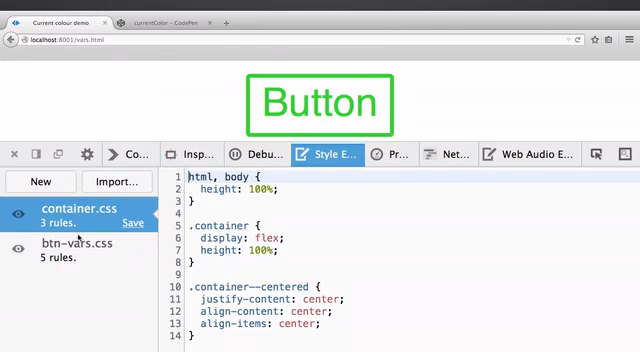 Current colour demo
currentColor - CodePen
localhost:8001/vars.html
Button
Co...
Insp...
Debu...
Style E...
Pr...
Net...
Web Audio E...
New
Import...
container.css
3 rules.
Save
btn-vars.css
5 rules.
1 html, body {
2 height: 100%;
3 }
4
5 .container {
6 display: flex;
7 height: 100%;
8 }
9
10 .container--centered {
11 justify-content: center;
12 align-content: center;
13 align-items: center;
14 }